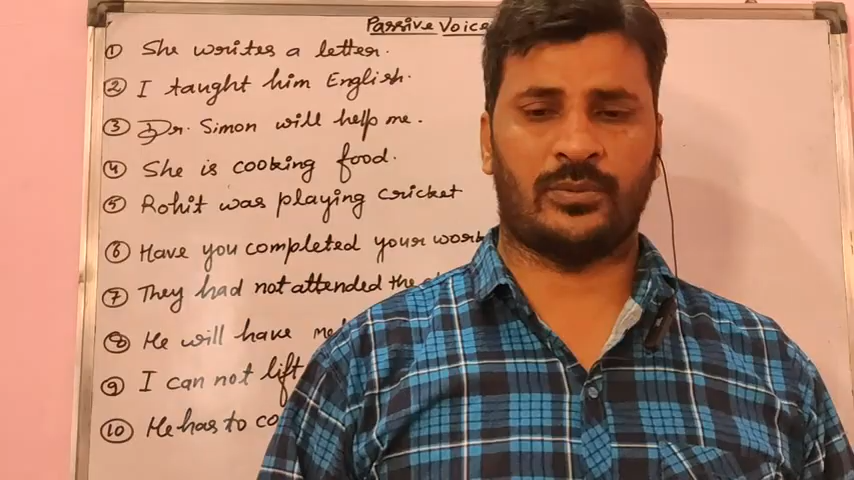 Passive Voice
① She writes a letter.
② I taught him English.
③ Dr. Simon will help me.
④ She is cooking food.
⑤ Rohit was playing cricket
⑥ Have you completed your work
⑦ They had not attended the
⑧ He will have
⑨ I can not lift
⑩ He has to